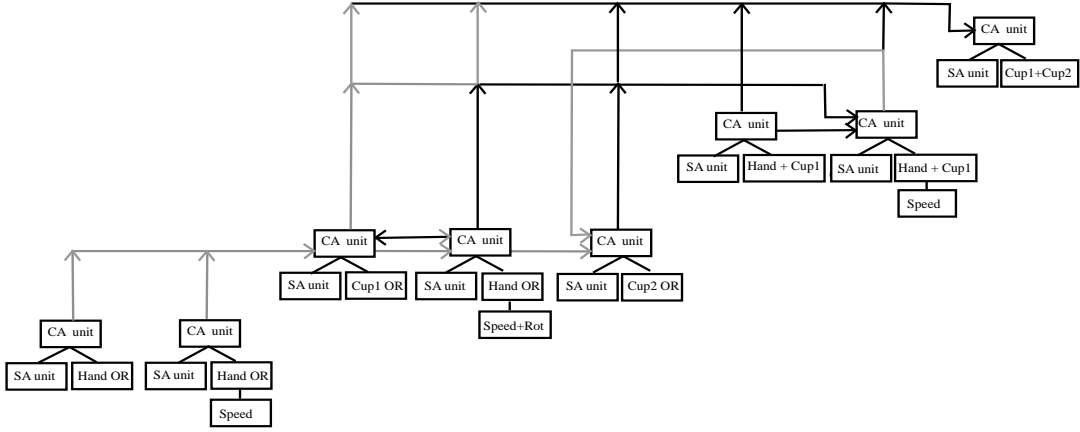 CA unit
SA unit
Cup1+Cup2
CA unit
CA unit
SA unit
Hand + Cup1
SA unit
Hand + Cup1
Speed
CA unit
CA unit
CA unit
SA unit
Cup1 OR
SA unit
Hand OR
SA unit
Cup2 OR
Speed+Rot
CA unit
CA unit
SA unit
Hand OR
SA unit
Hand OR
Speed